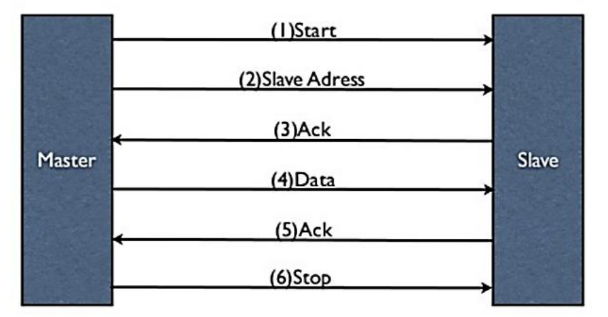 (1)Start
(2)Slave Adress
(3)Ack
Master
Slave
(4)Data
(5)Ack
(6)Stop